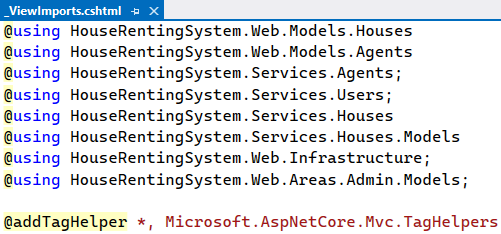 _ViewImports.cshtml
@using HouseRentingSystem.Web.Models.Houses
@using HouseRentingSystem.Web.Models.Agents
@using HouseRentingSystem.Services.Agents;
@using HouseRentingSystem.Services.Users;
@using HouseRentingSystem.Services.Houses
@using HouseRentingSystem.Services.Houses.Models
@using HouseRentingSystem.Web.Infrastructure;
@using HouseRentingSystem.Web.Areas.Admin.Models;
@addTagHelper *, Microsoft.AspNetCore.Mvc.TagHelpers